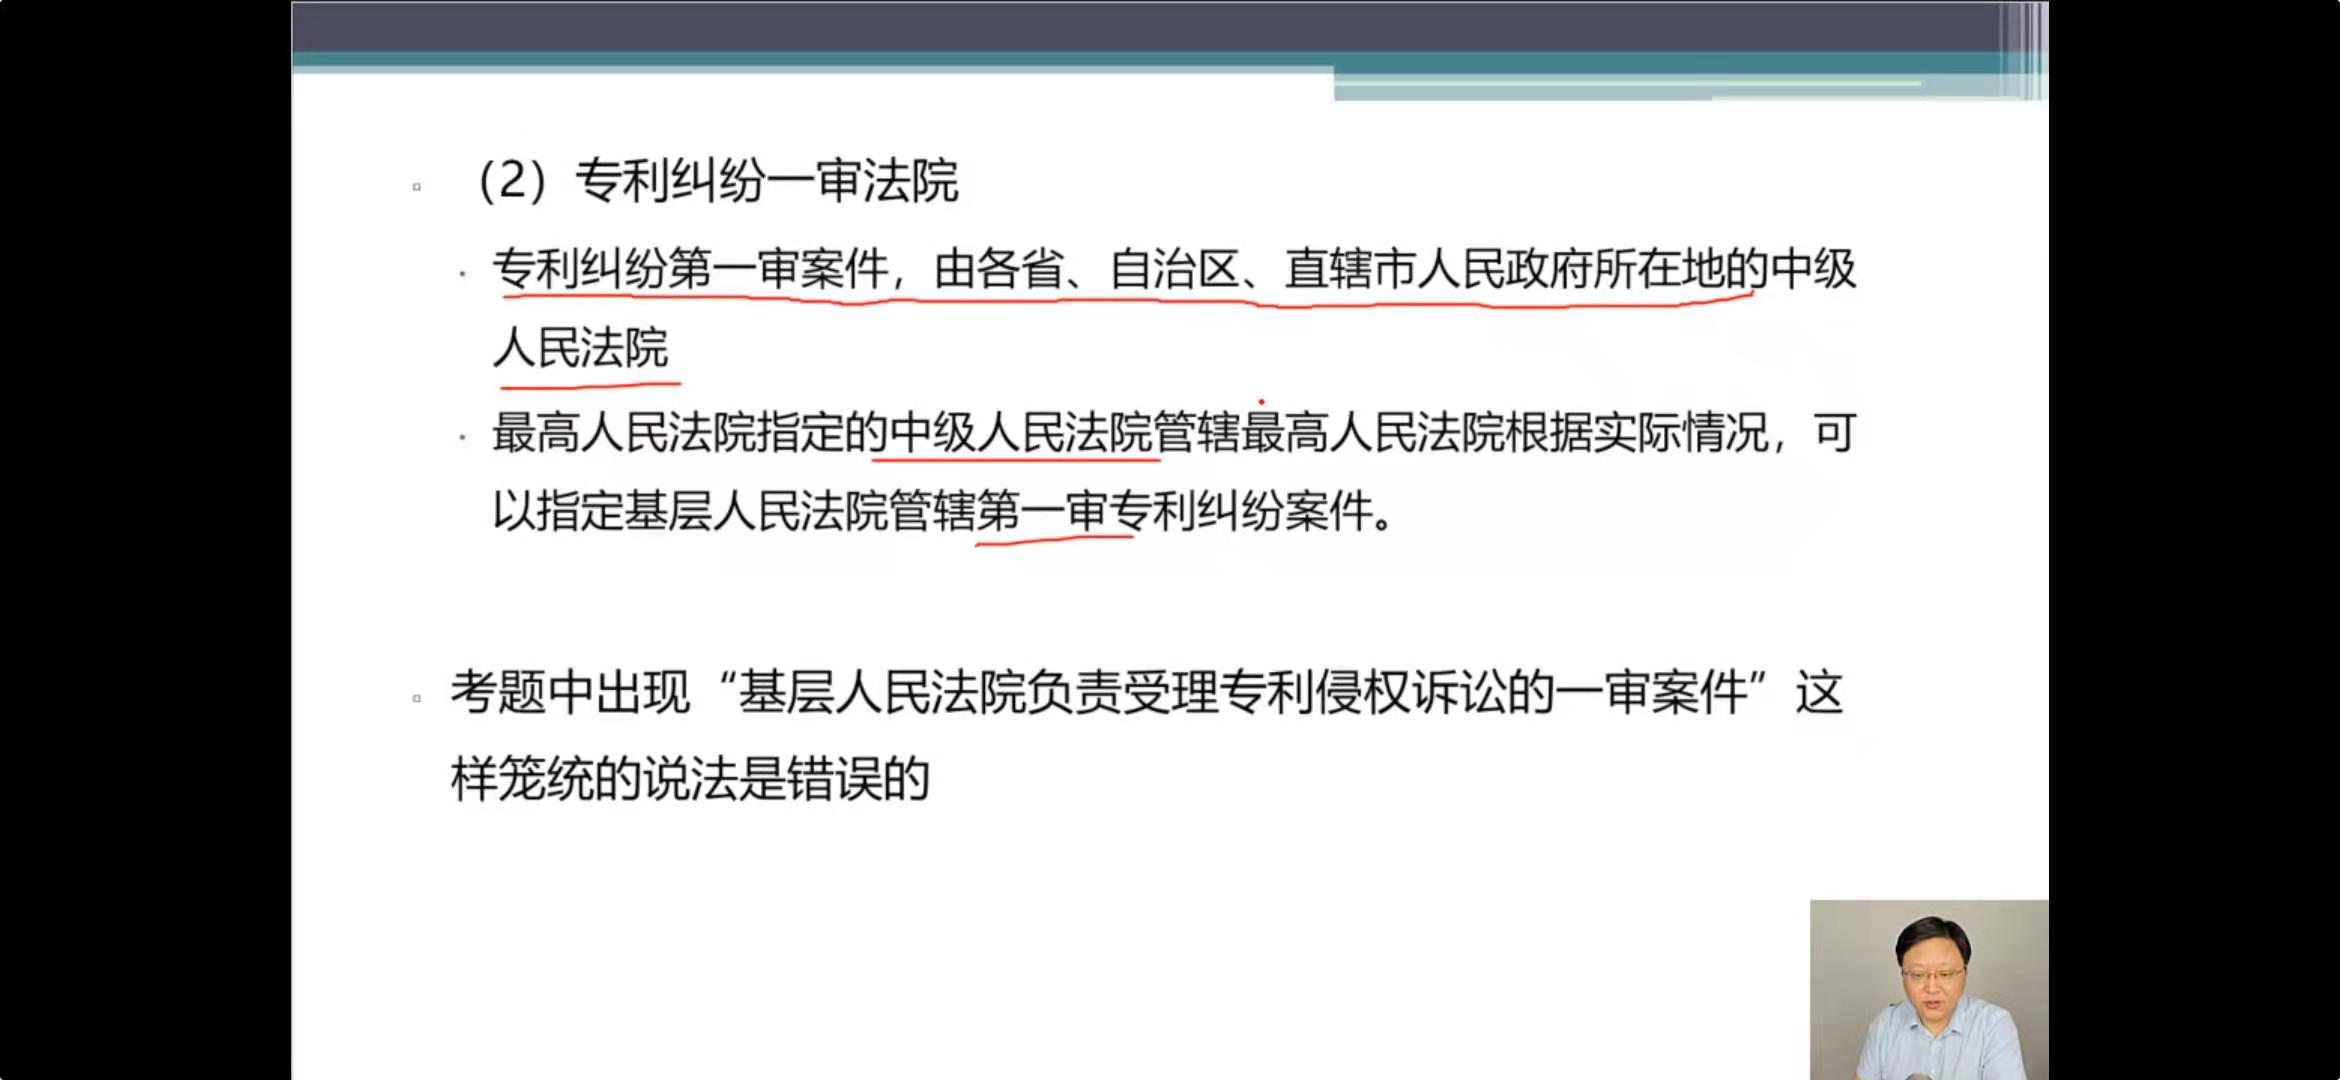 （2）专利纠纷一审法院
专利纠纷第一审案件，由各省、自治区、直辖市人民政府所在地的中级
人民法院
最高人民法院指定的中级人民法院管辖最高人民法院根据实际情况，可
以指定基层人民法院管辖第一审专利纠纷案件。
考题中出现“基层人民法院负责受理专利侵权诉讼的一审案件”这
样笼统的说法是错误的